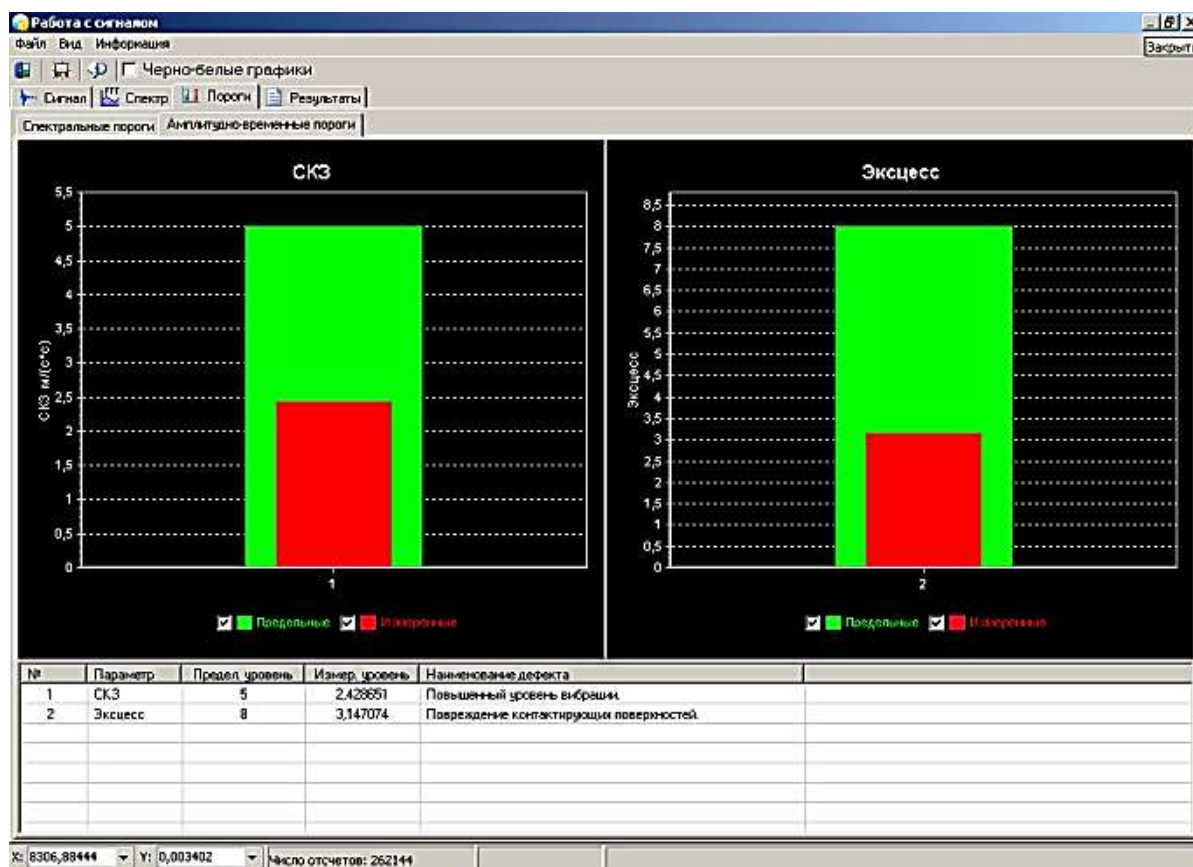 Работа с сигналом
Файл Вид Информация
Закрыть
Черно-белые графики
Сигнал Спектр Пороги Результаты
Спектральные пороги Амплитудно-временные пороги
СКЗ
5,5
5
4,5
4
3,5
3
2,5
2
1,5
1
0,5
0
СКЗ м/(с*с)
1
Предельные Измеренные
Эксцесс
8,5
8
7,5
7
6,5
6
5,5
5
4,5
4
3,5
3
2,5
2
1,5
1
0,5
0
Эксцесс
2
Предельные Измеренные
№ Параметр Предел. уровень Измер. уровень Наименование дефекта
1 СКЗ 5 2,428651 Повышенный уровень вибрации.
2 Эксцесс 8 3,147074 Повреждение контактирующих поверхностей.
X: 8306,88444 Y: 0,003402 Число отсчетов: 262144